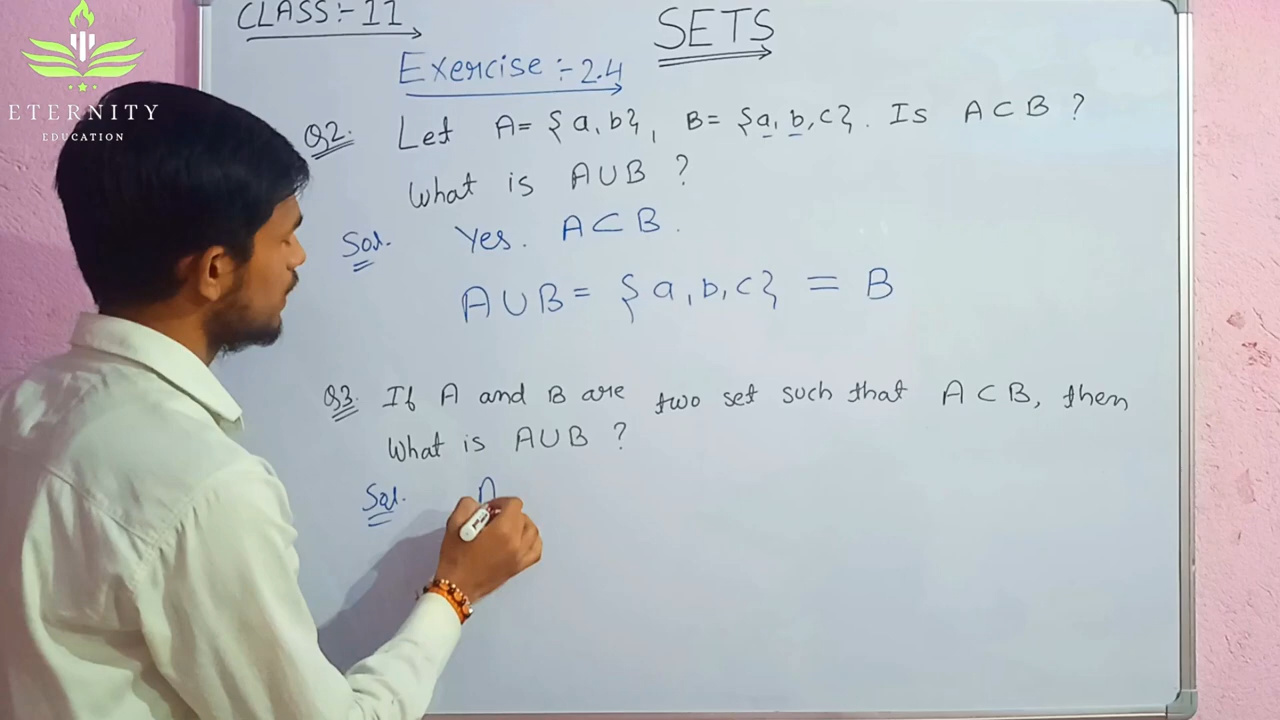 CLASS:- 11
SETS
Exercise :- 2.4
ETERNITY
EDUCATION
Q2. Let A= {a, b}, B= {a, b, c}. Is A ⊂ B ?
What is A∪B ?
Sol. Yes. A ⊂ B.
A∪B = {a, b, c} = B
Q3. If A and B are two set such that A ⊂ B, then
What is A∪B ?
Sol. A